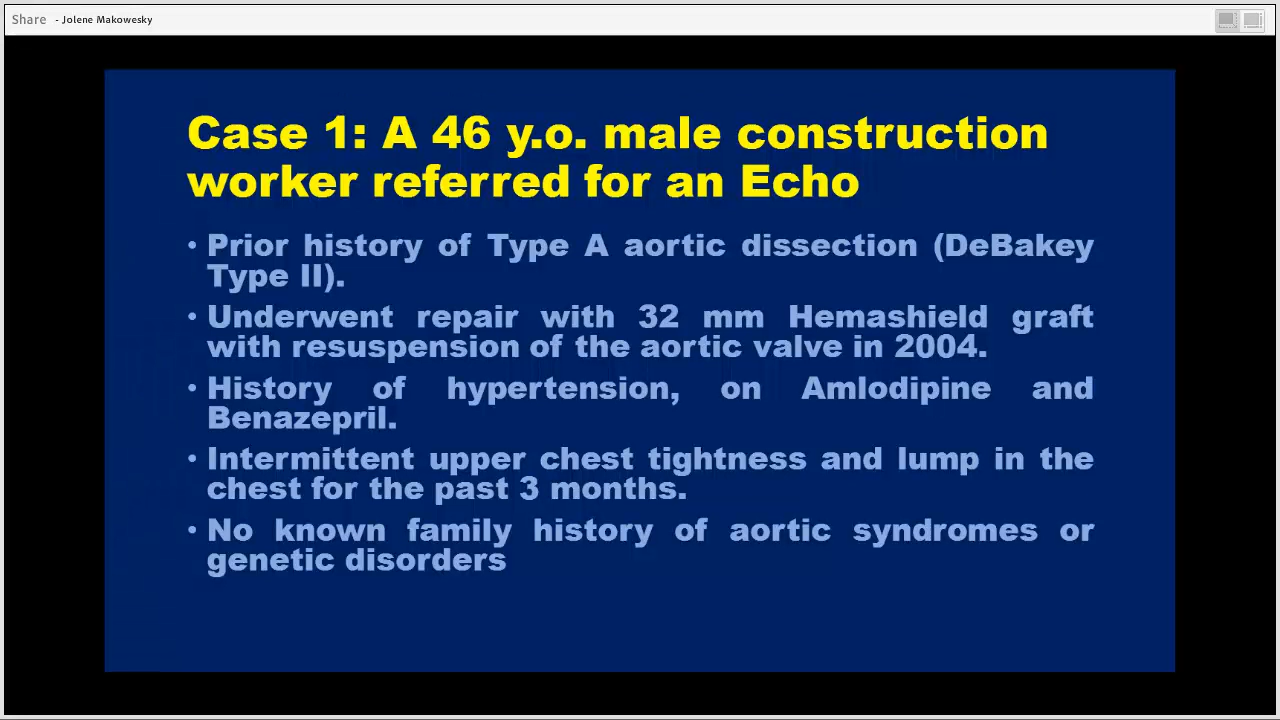 Share - Jolene Makowesky
Case 1: A 46 y.o. male construction
worker referred for an Echo
• Prior history of Type A aortic dissection (DeBakey
Type II).
• Underwent repair with 32 mm Hemashield graft
with resuspension of the aortic valve in 2004.
• History of hypertension, on Amlodipine and
Benazepril.
• Intermittent upper chest tightness and lump in the
chest for the past 3 months.
• No known family history of aortic syndromes or
genetic disorders